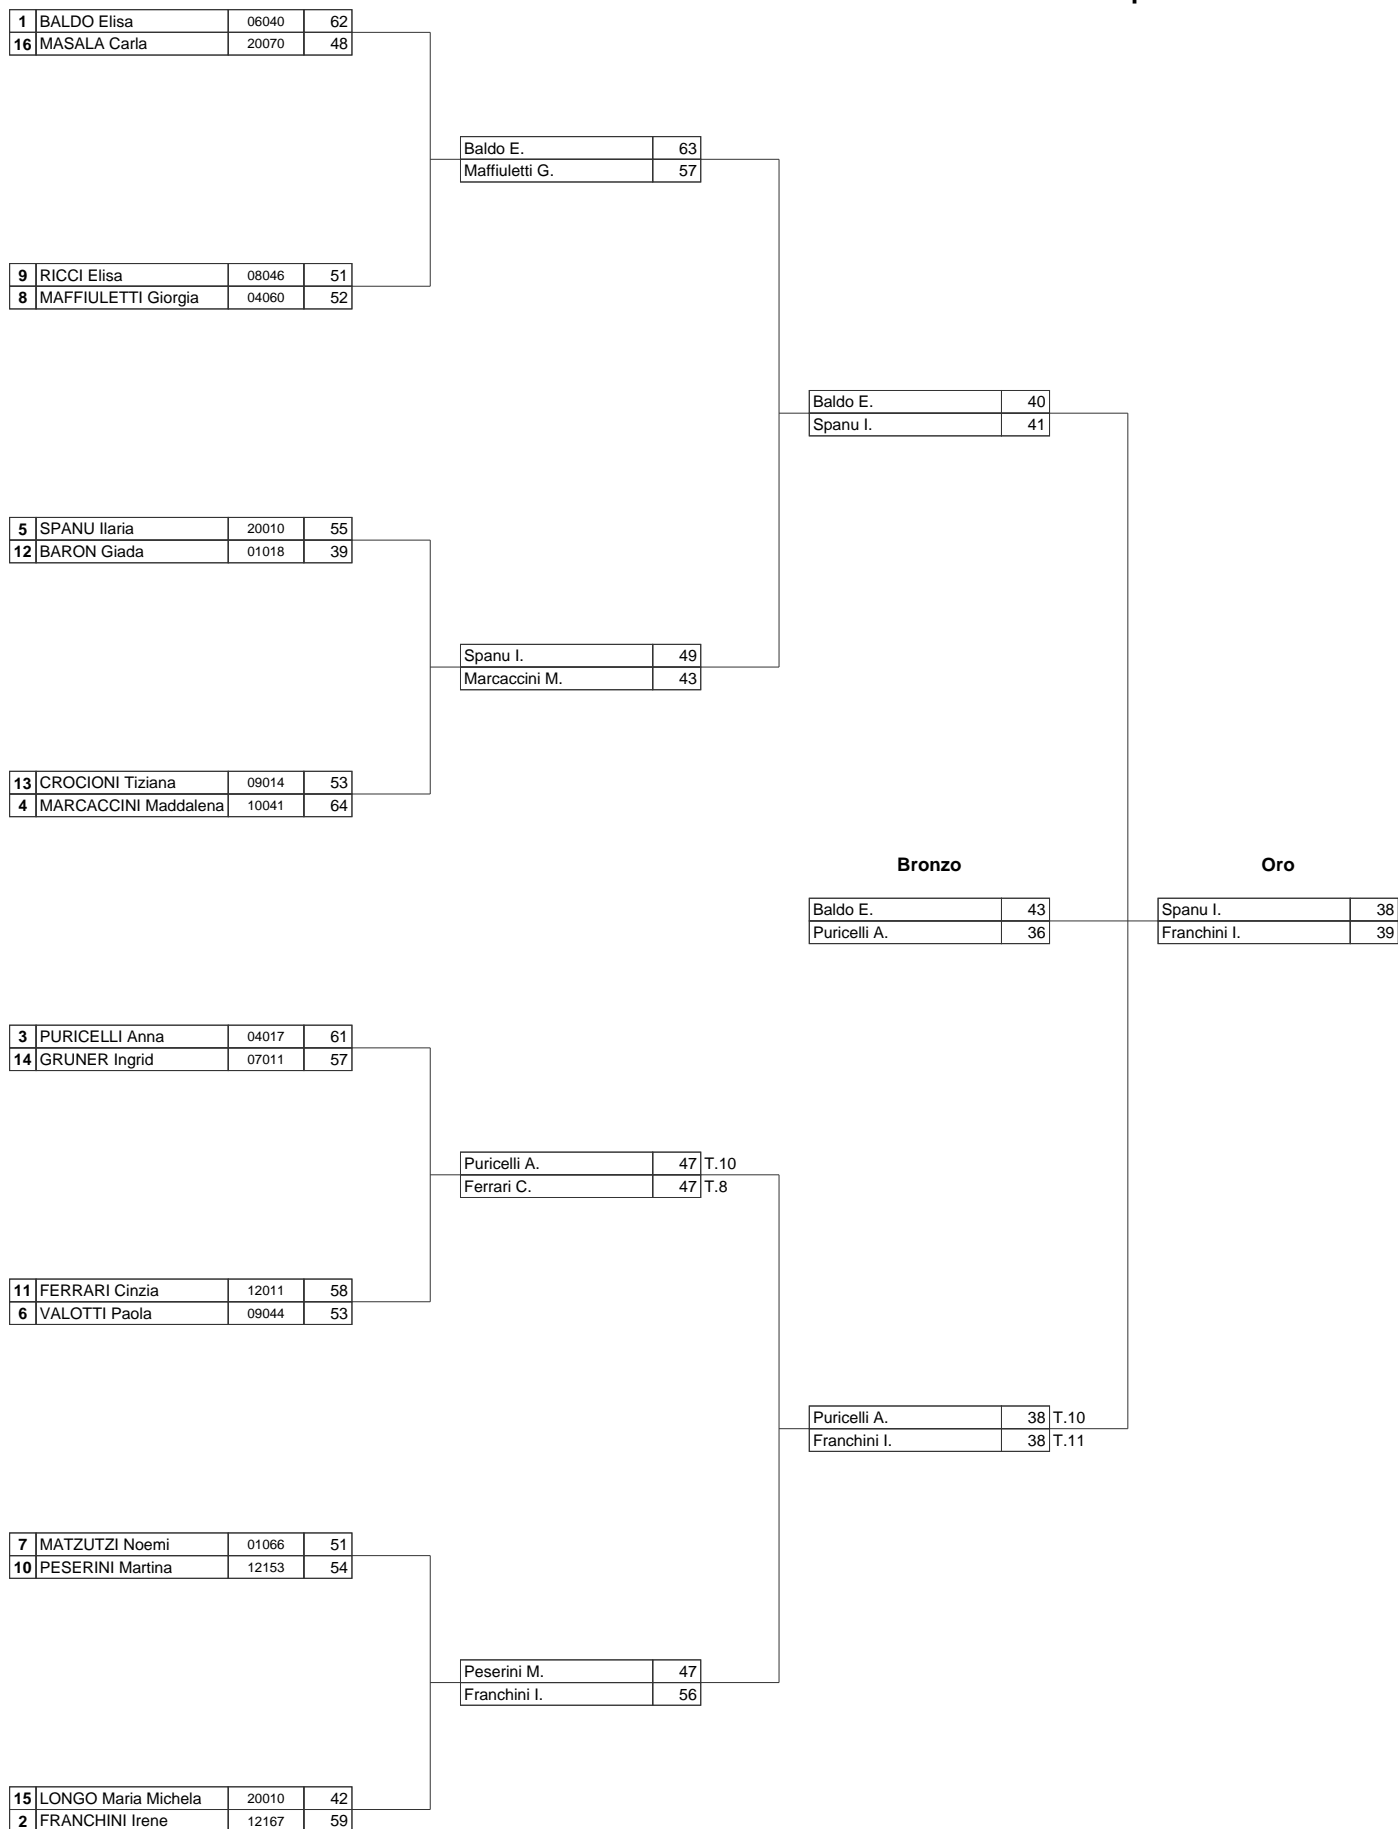 1 BALDO Elisa 06040 62
16 MASALA Carla 20070 48
Baldo E. 63
Maffiuletti G. 57
9 RICCI Elisa 08046 51
8 MAFFIULETTI Giorgia 04060 52
Baldo E. 40
Spanu I. 41
5 SPANU Ilaria 20010 55
12 BARON Giada 01018 39
Spanu I. 49
Marcaccini M. 43
13 CROCIONI Tiziana 09014 53
4 MARCACCINI Maddalena 10041 64
Bronzo Oro
Baldo E. 43 Spanu I. 38
Puricelli A. 36 Franchini I. 39
3 PURICELLI Anna 04017 61
14 GRUNER Ingrid 07011 57
Puricelli A. 47 T.10
Ferrari C. 47 T.8
11 FERRARI Cinzia 12011 58
6 VALOTTI Paola 09044 53
Puricelli A. 38 T.10
Franchini I. 38 T.11
7 MATZUTZI Noemi 01066 51
10 PESERINI Martina 12153 54
Peserini M. 47
Franchini I. 56
15 LONGO Maria Michela 20010 42
2 FRANCHINI Irene 12167 59